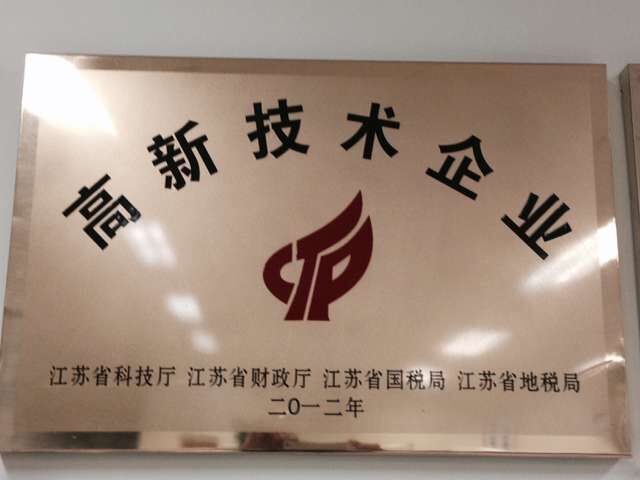 高新技术企业
江苏省科技厅 江苏省财政厅 江苏省国税局 江苏省地税局
二〇一二年